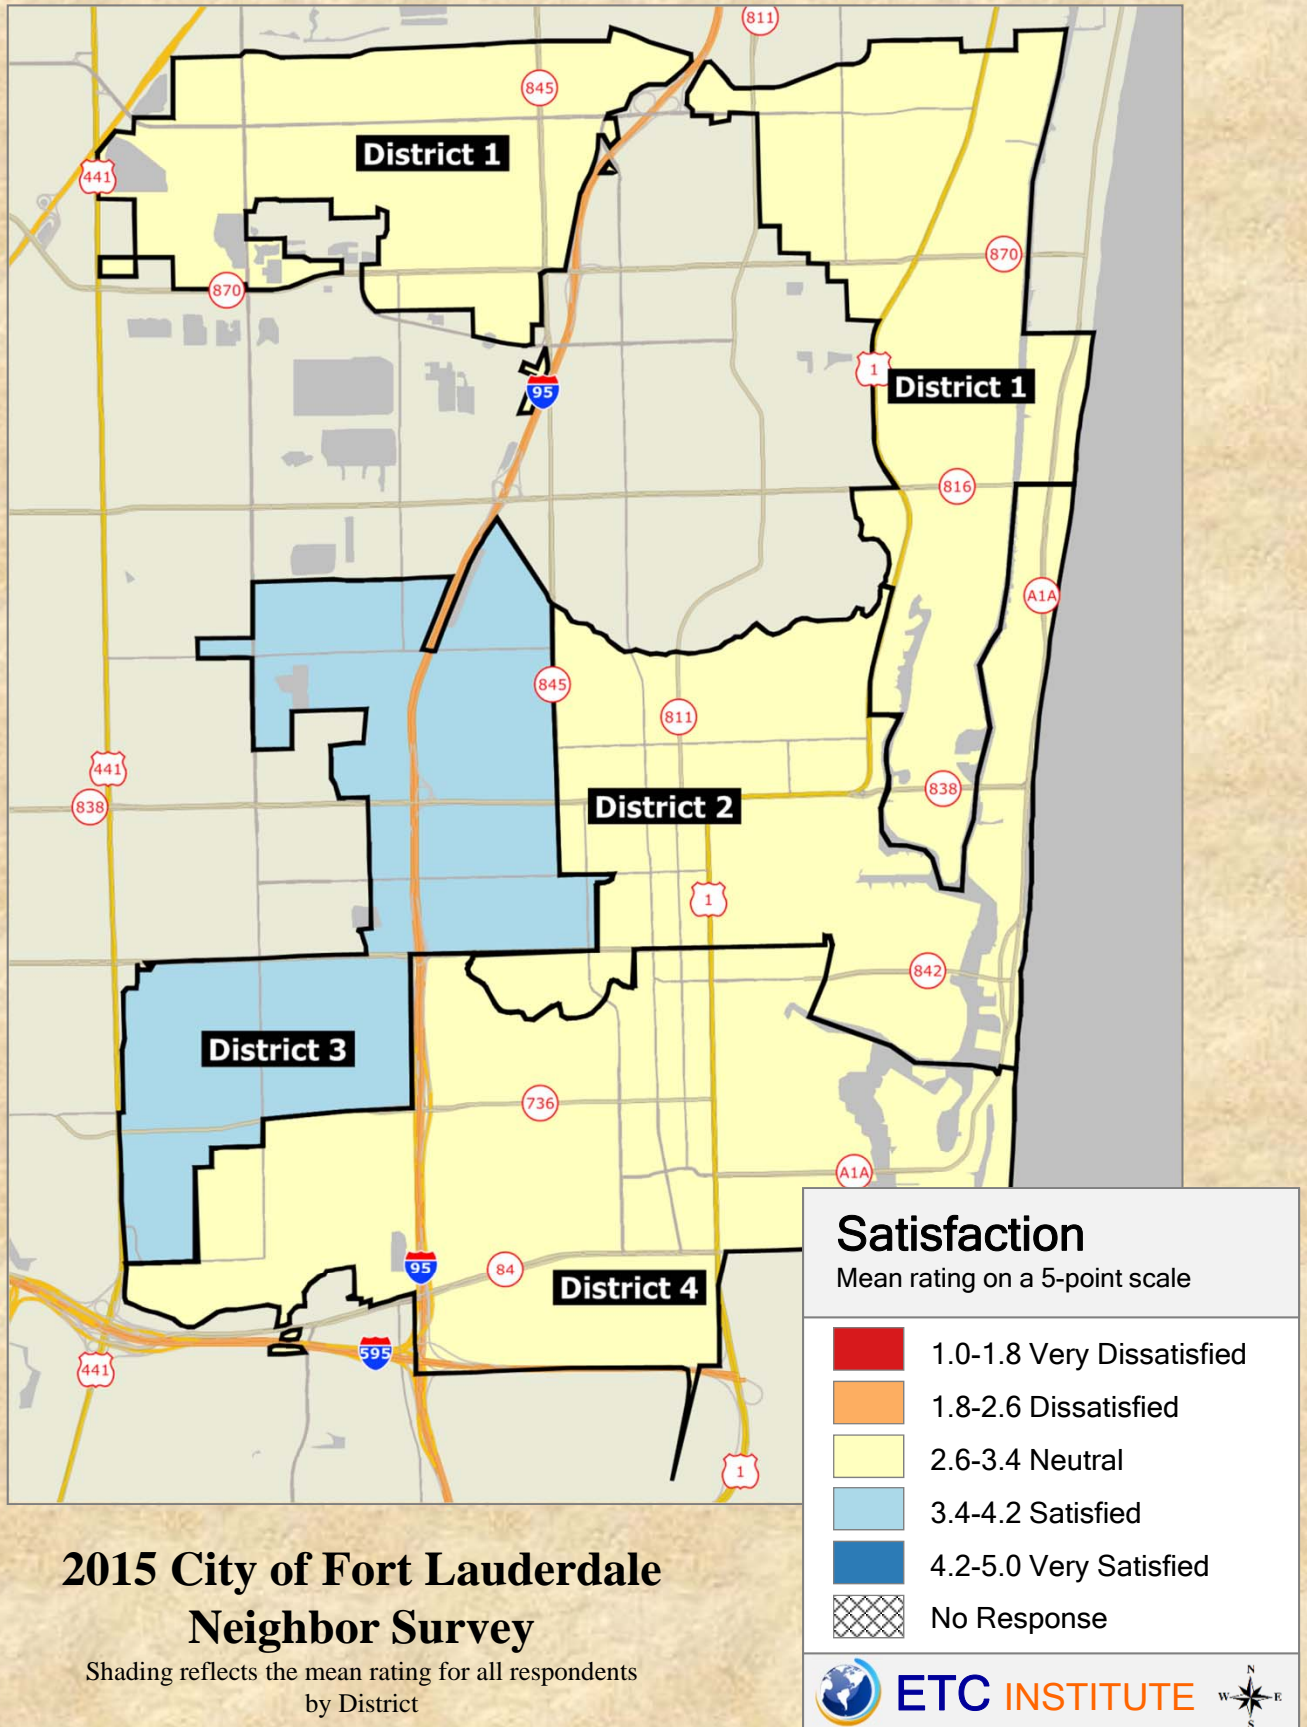 811
845
District 1
441
870
870
95
1
District 1
816
A1A
845
811
441
838
District 2
838
1
842
District 3
736
A1A
95
84
District 4
595
441
1
Satisfaction
Mean rating on a 5-point scale
1.0-1.8 Very Dissatisfied
1.8-2.6 Dissatisfied
2.6-3.4 Neutral
3.4-4.2 Satisfied
4.2-5.0 Very Satisfied
No Response
2015 City of Fort Lauderdale
Neighbor Survey
Shading reflects the mean rating for all respondents
by District
ETC INSTITUTE
N
W E
S